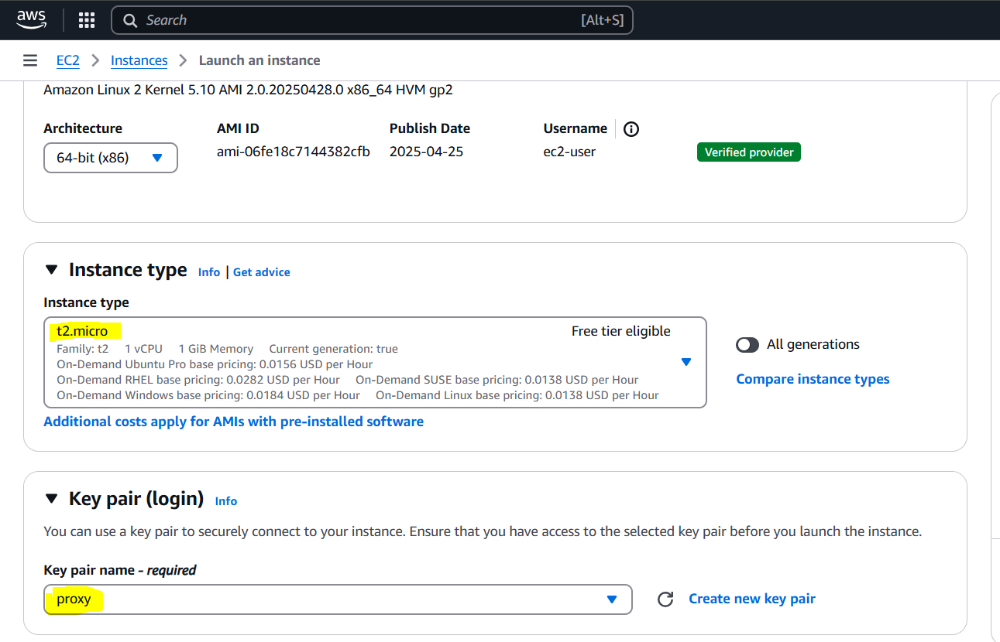 aws
Search [Alt+S]
EC2 Instances Launch an instance
Amazon Linux 2 Kernel 5.10 AMI 2.0.20250428.0 x86_64 HVM gp2
Architecture AMI ID Publish Date Username
64-bit (x86) ami-06fe18c7144382cfb 2025-04-25 ec2-user Verified provider
Instance type Info | Get advice
Instance type
t2.micro Free tier eligible
Family: t2 1 vCPU 1 GiB Memory Current generation: true
On-Demand Ubuntu Pro base pricing: 0.0156 USD per Hour
On-Demand RHEL base pricing: 0.0282 USD per Hour On-Demand SUSE base pricing: 0.0138 USD per Hour
On-Demand Windows base pricing: 0.0184 USD per Hour On-Demand Linux base pricing: 0.0138 USD per Hour
All generations
Compare instance types
Additional costs apply for AMIs with pre-installed software
Key pair (login) Info
You can use a key pair to securely connect to your instance. Ensure that you have access to the selected key pair before you launch the instance.
Key pair name - required
proxy Create new key pair